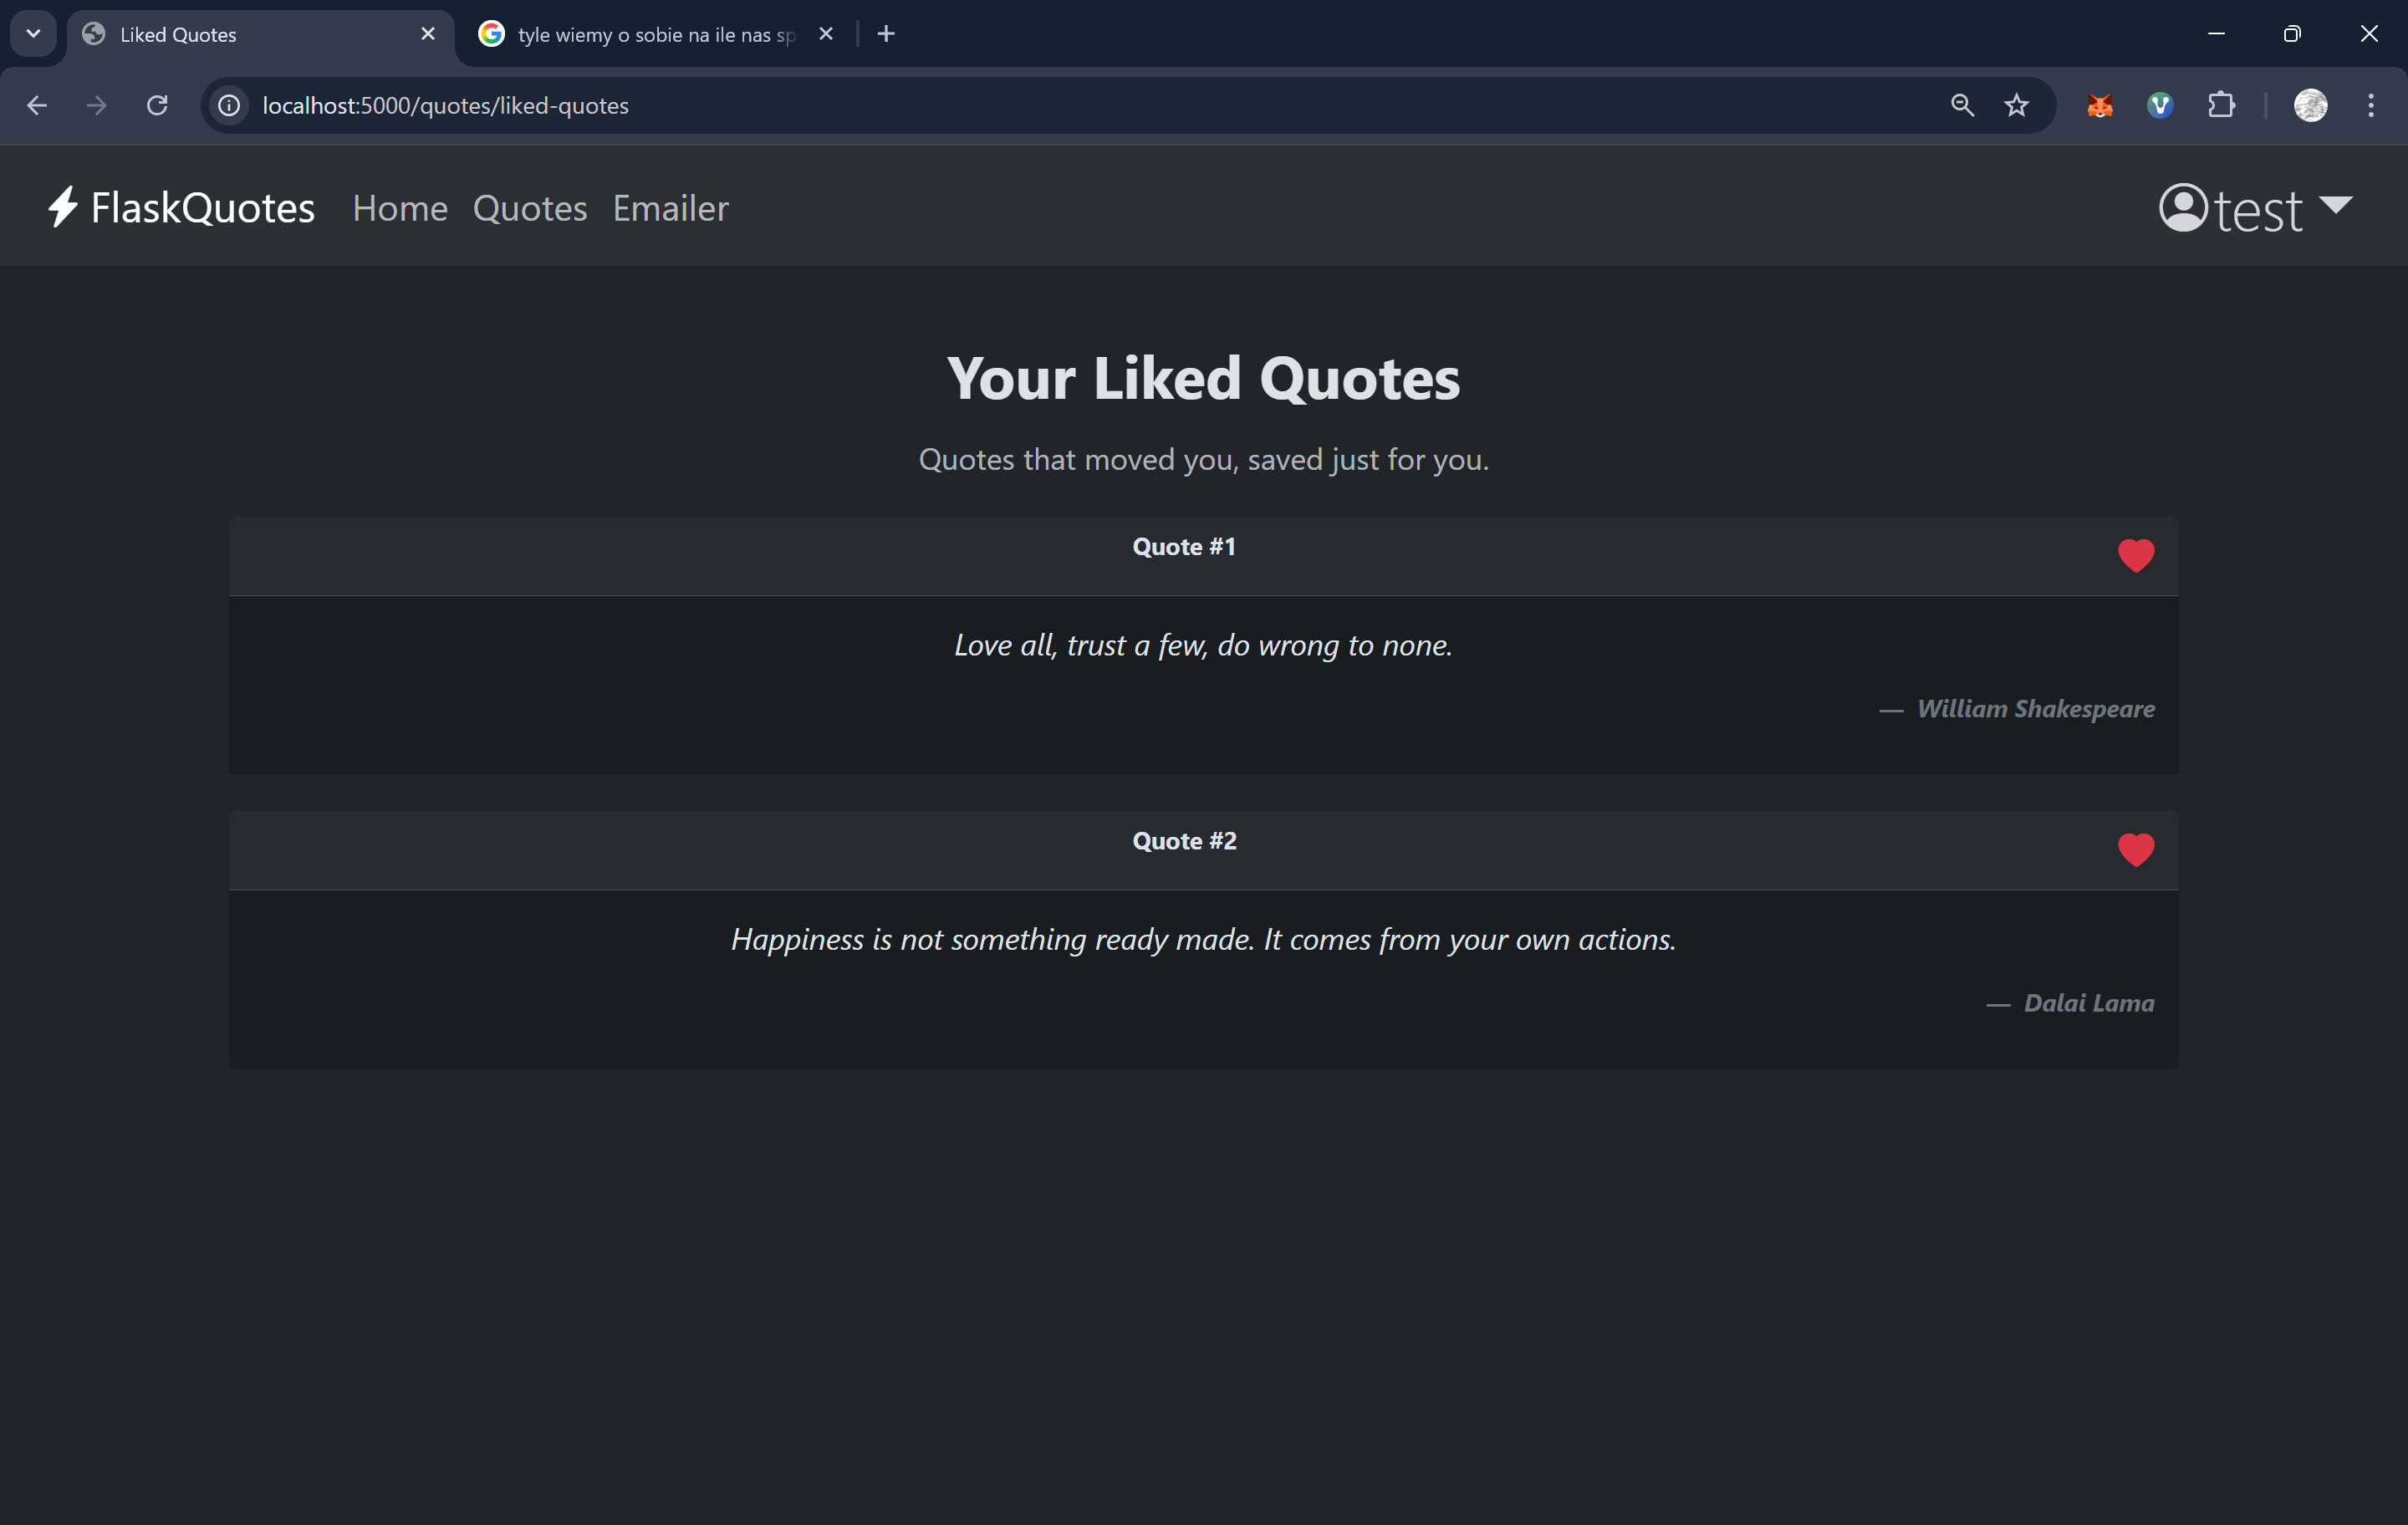 Liked Quotes
tyle wiemy o sobie na ile nas sp
localhost:5000/quotes/liked-quotes
FlaskQuotes Home Quotes Emailer test
Your Liked Quotes
Quotes that moved you, saved just for you.
Quote #1
Love all, trust a few, do wrong to none.
— William Shakespeare
Quote #2
Happiness is not something ready made. It comes from your own actions.
— Dalai Lama